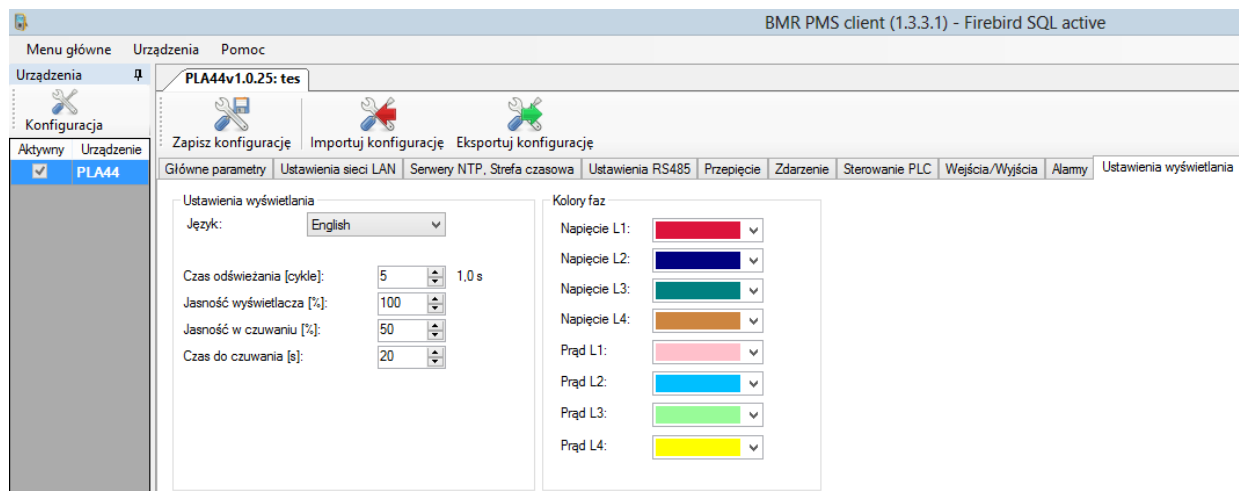 BMR PMS client (1.3.3.1) - Firebird SQL active
Menu główne Urządzenia Pomoc
Urządzenia
Konfiguracja
Aktywny Urządzenie
PLA44
PLA44v1.0.25: tes
Zapisz konfigurację Importuj konfigurację Eksportuj konfigurację
Główne parametry Ustawienia sieci LAN Serwery NTP, Strefa czasowa Ustawienia RS485 Przepięcie Zdarzenie Sterowanie PLC Wejścia/Wyjścia Alarmy Ustawienia wyświetlania
Ustawienia wyświetlania
Język: English
Czas odświeżania [cykle]: 5 1,0 s
Jasność wyświetlacza [%]: 100
Jasność w czuwaniu [%]: 50
Czas do czuwania [s]: 20
Kolory faz
Napięcie L1:
Napięcie L2:
Napięcie L3:
Napięcie L4:
Prąd L1:
Prąd L2:
Prąd L3:
Prąd L4: